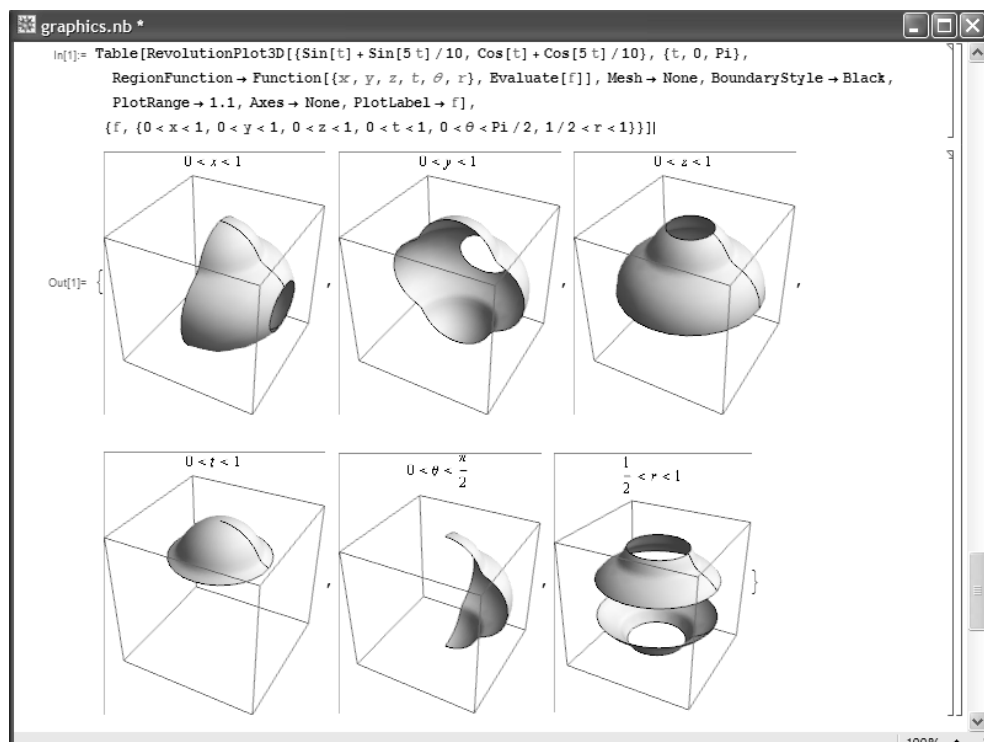 graphics.nb *
In[1]:= Table[RevolutionPlot3D[{Sin[t] + Sin[5 t] / 10, Cos[t] + Cos[5 t] / 10}, {t, 0, Pi},
RegionFunction → Function[{x, y, z, t, θ, r}, Evaluate[f]], Mesh → None, BoundaryStyle → Black,
PlotRange → 1.1, Axes → None, PlotLabel → f],
{f, {0 < x < 1, 0 < y < 1, 0 < z < 1, 0 < t < 1, 0 < θ < Pi / 2, 1/2 < r < 1}}]
0 < x < 1
0 < y < 1
0 < z < 1
Out[1]= { , , ,
0 < t < 1
0 < θ < π/2
1/2 < r < 1
, , }
100%